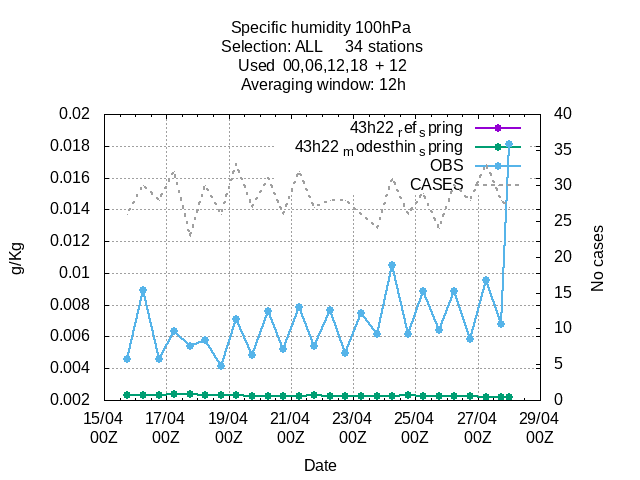 Specific humidity 100hPa
Selection: ALL 34 stations
Used 00,06,12,18 + 12
Averaging window: 12h
43h22 ref spring
43h22 modesthin spring
OBS
CASES
g/Kg
0.02
0.018
0.016
0.014
0.012
0.01
0.008
0.006
0.004
0.002
No cases
40
35
30
25
20
15
10
5
0
15/04 17/04 19/04 21/04 23/04 25/04 27/04 29/04
00Z 00Z 00Z 00Z 00Z 00Z 00Z 00Z
Date